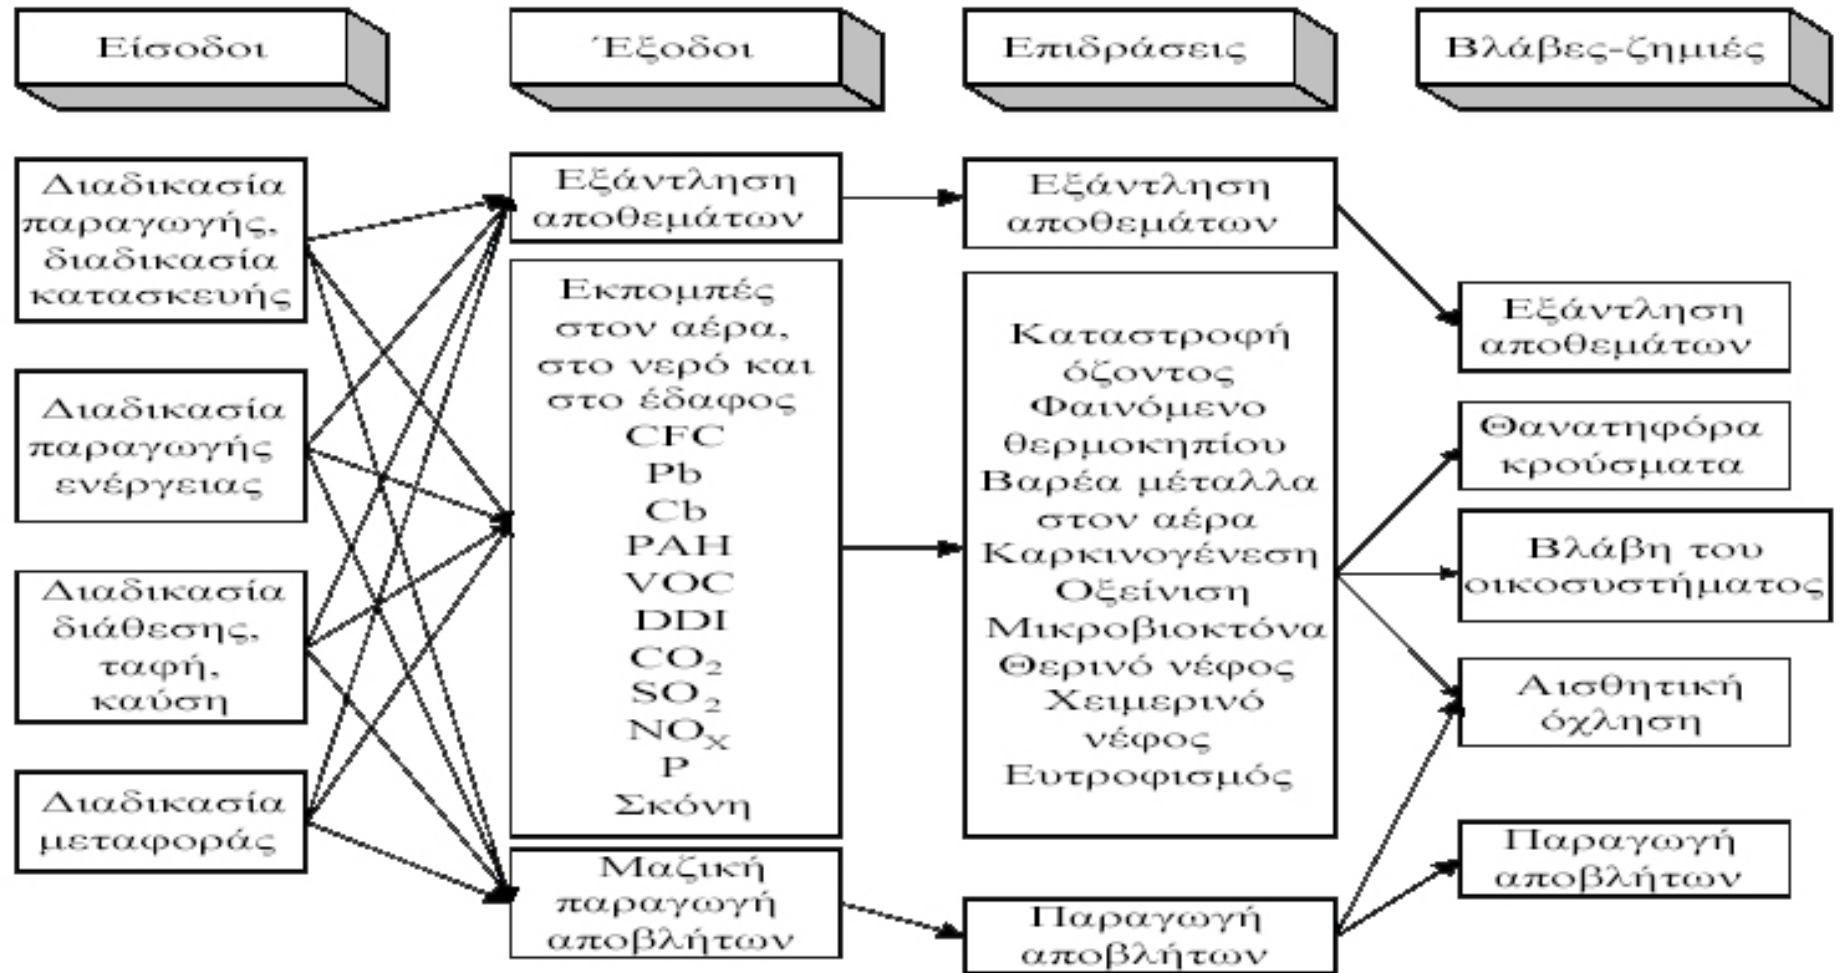 Είσοδοι
Έξοδοι
Επιδράσεις
Βλάβες-ζημιές
Διαδικασία
παραγωγής,
διαδικασία
κατασκευής
Διαδικασία
παραγωγής
ενέργειας
Διαδικασία
διάθεσης,
ταφή,
καύση
Διαδικασία
μεταφοράς
Εξάντληση
αποθεμάτων
Εκπομπές
στον αέρα,
στο νερό και
στο έδαφος
CFC
Pb
Cb
PAH
VOC
DDI
CO₂
SO₂
NOₓ
P
Σκόνη
Μαζική
παραγωγή
αποβλήτων
Εξάντληση
αποθεμάτων
Καταστροφή
όζοντος
Φαινόμενο
θερμοκηπίου
Βαρέα μέταλλα
στον αέρα
Καρκινογένεση
Οξείνιση
Μικροβιοκτόνα
Θερινό νέφος
Χειμερινό
νέφος
Ευτροφισμός
Παραγωγή
αποβλήτων
Εξάντληση
αποθεμάτων
Θανατηφόρα
κρούσματα
Βλάβη του
οικοσυστήματος
Αισθητική
όχληση
Παραγωγή
αποβλήτων